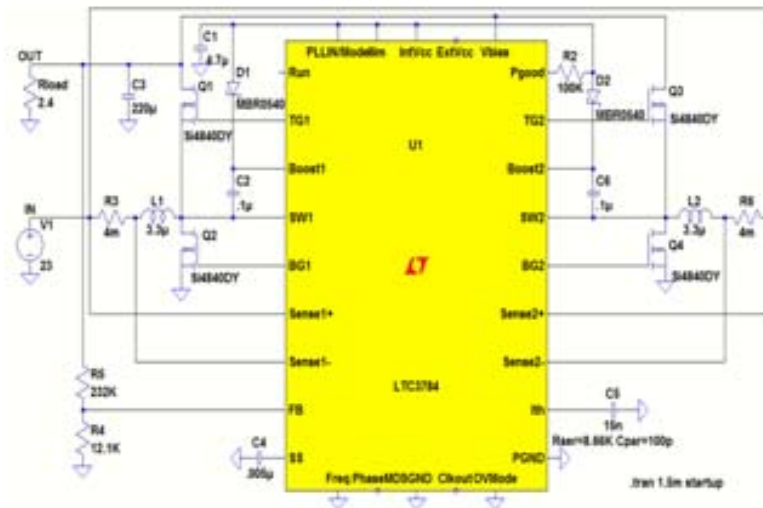 C1
4.7µ
OUT
Rload
2.4
C3
220µ
Q1
Si4840DY
D1
MBR0540
PLLIN/Modellim IntVcc ExtVcc Vbias
Run
Pgood
R2
100K
D2
MBR0540
Q3
Si4840DY
TG1
U1
TG2
Boost1
Boost2
C2
.1µ
C6
.1µ
IN
V1
23
R3
4m
L1
3.3µ
SW1
SW2
L2
3.3µ
R6
4m
Q2
Si4840DY
BG1
BG2
Q4
Si4840DY
Sense1+
Sense2+
Sense1-
Sense2-
R5
232K
LTC3784
FB
Ith
C5
15n
Rser=8.66K Cpar=100p
R4
12.1K
C4
.005µ
SS
PGND
Freq PhaseMD SGND Clkout OVMode
.tran 1.5m startup